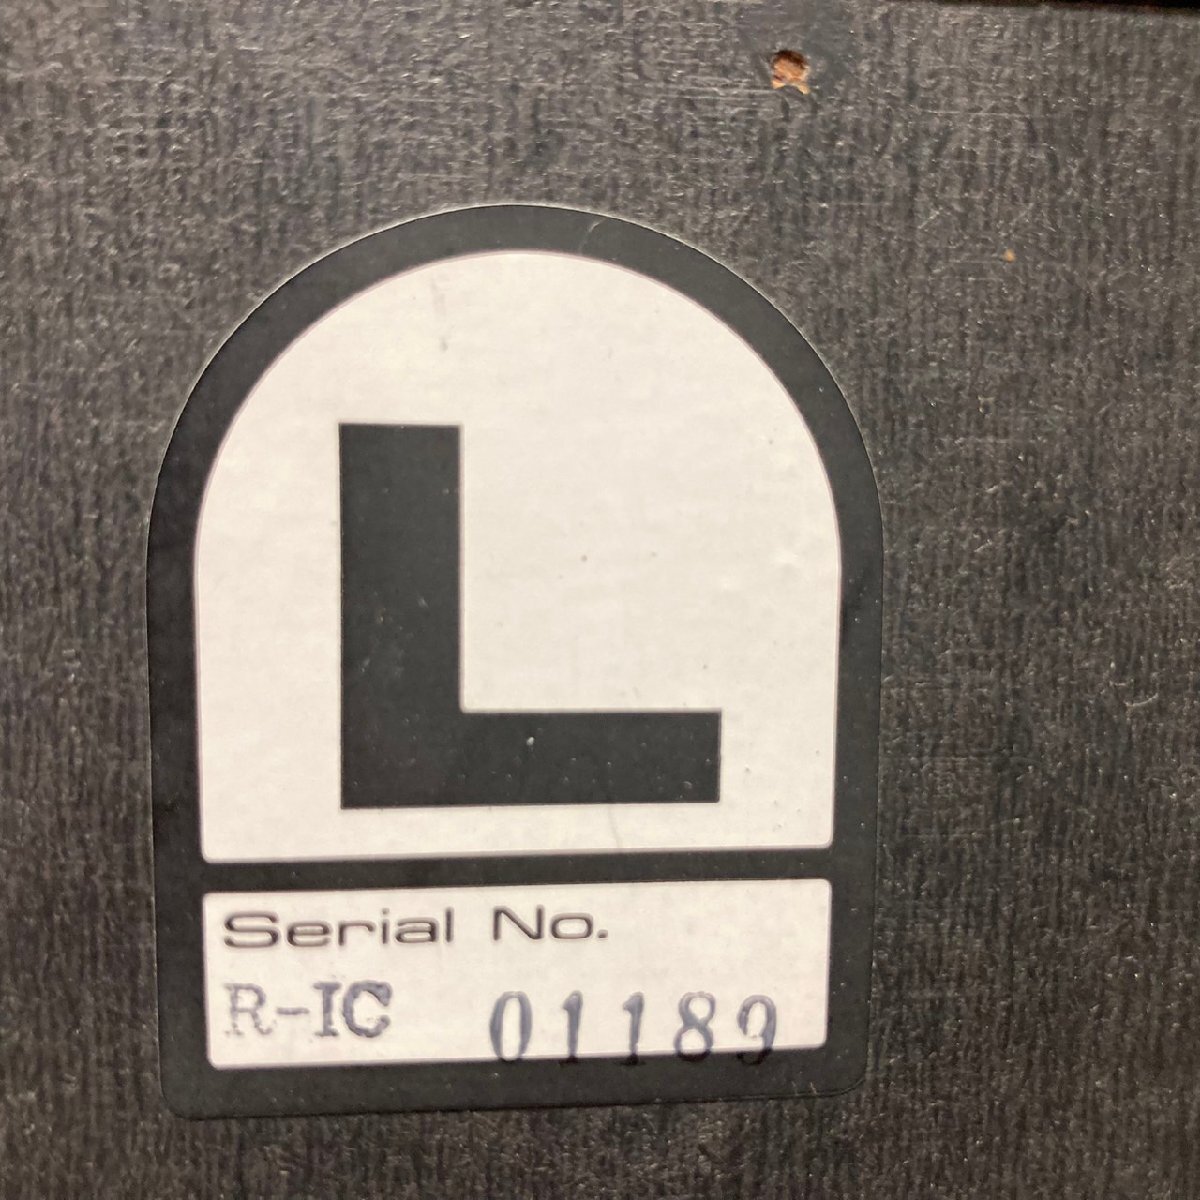 L
Serial No.
R-IC 01189